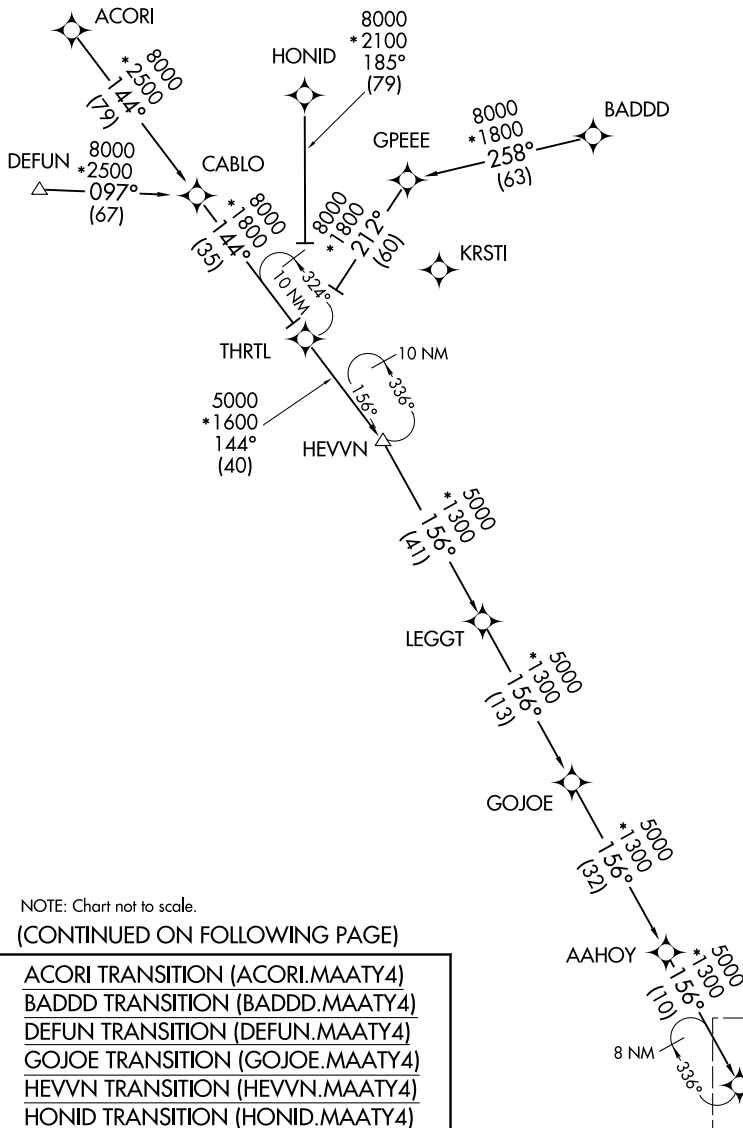 ACORI
8000
*2500
144°
(79)
HONID
8000
*2100
185°
(79)
BADDD
8000
*1800
258°
(63)
GPEEE
DEFUN
8000
*2500
097°
(67)
CABLO
8000
*1800
144°
(35)
8000
*1800
212°
(60)
KRSTI
10 NM
324°
THRTL
5000
*1600
144°
(40)
10 NM
336°
156°
HEVVN
5000
*1300
156°
(41)
LEGGT
5000
*1300
156°
(13)
GOJOE
5000
*1300
156°
(32)
AAHOY
5000
*1300
156°
(10)
8 NM
336°
NOTE: Chart not to scale.
(CONTINUED ON FOLLOWING PAGE)
ACORI TRANSITION (ACORI.MAATY4)
BADDD TRANSITION (BADDD.MAATY4)
DEFUN TRANSITION (DEFUN.MAATY4)
GOJOE TRANSITION (GOJOE.MAATY4)
HEVVN TRANSITION (HEVVN.MAATY4)
HONID TRANSITION (HONID.MAATY4)